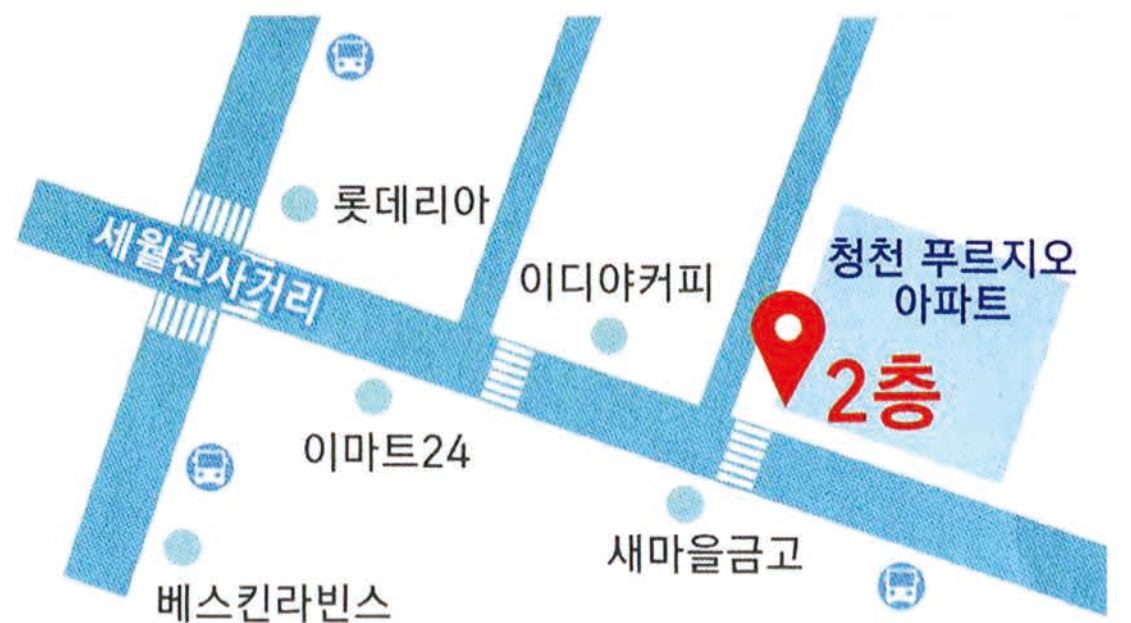 롯데리아
세월천사거리
이디야커피
청천 푸르지오
아파트
2층
이마트24
새마을금고
베스킨라빈스